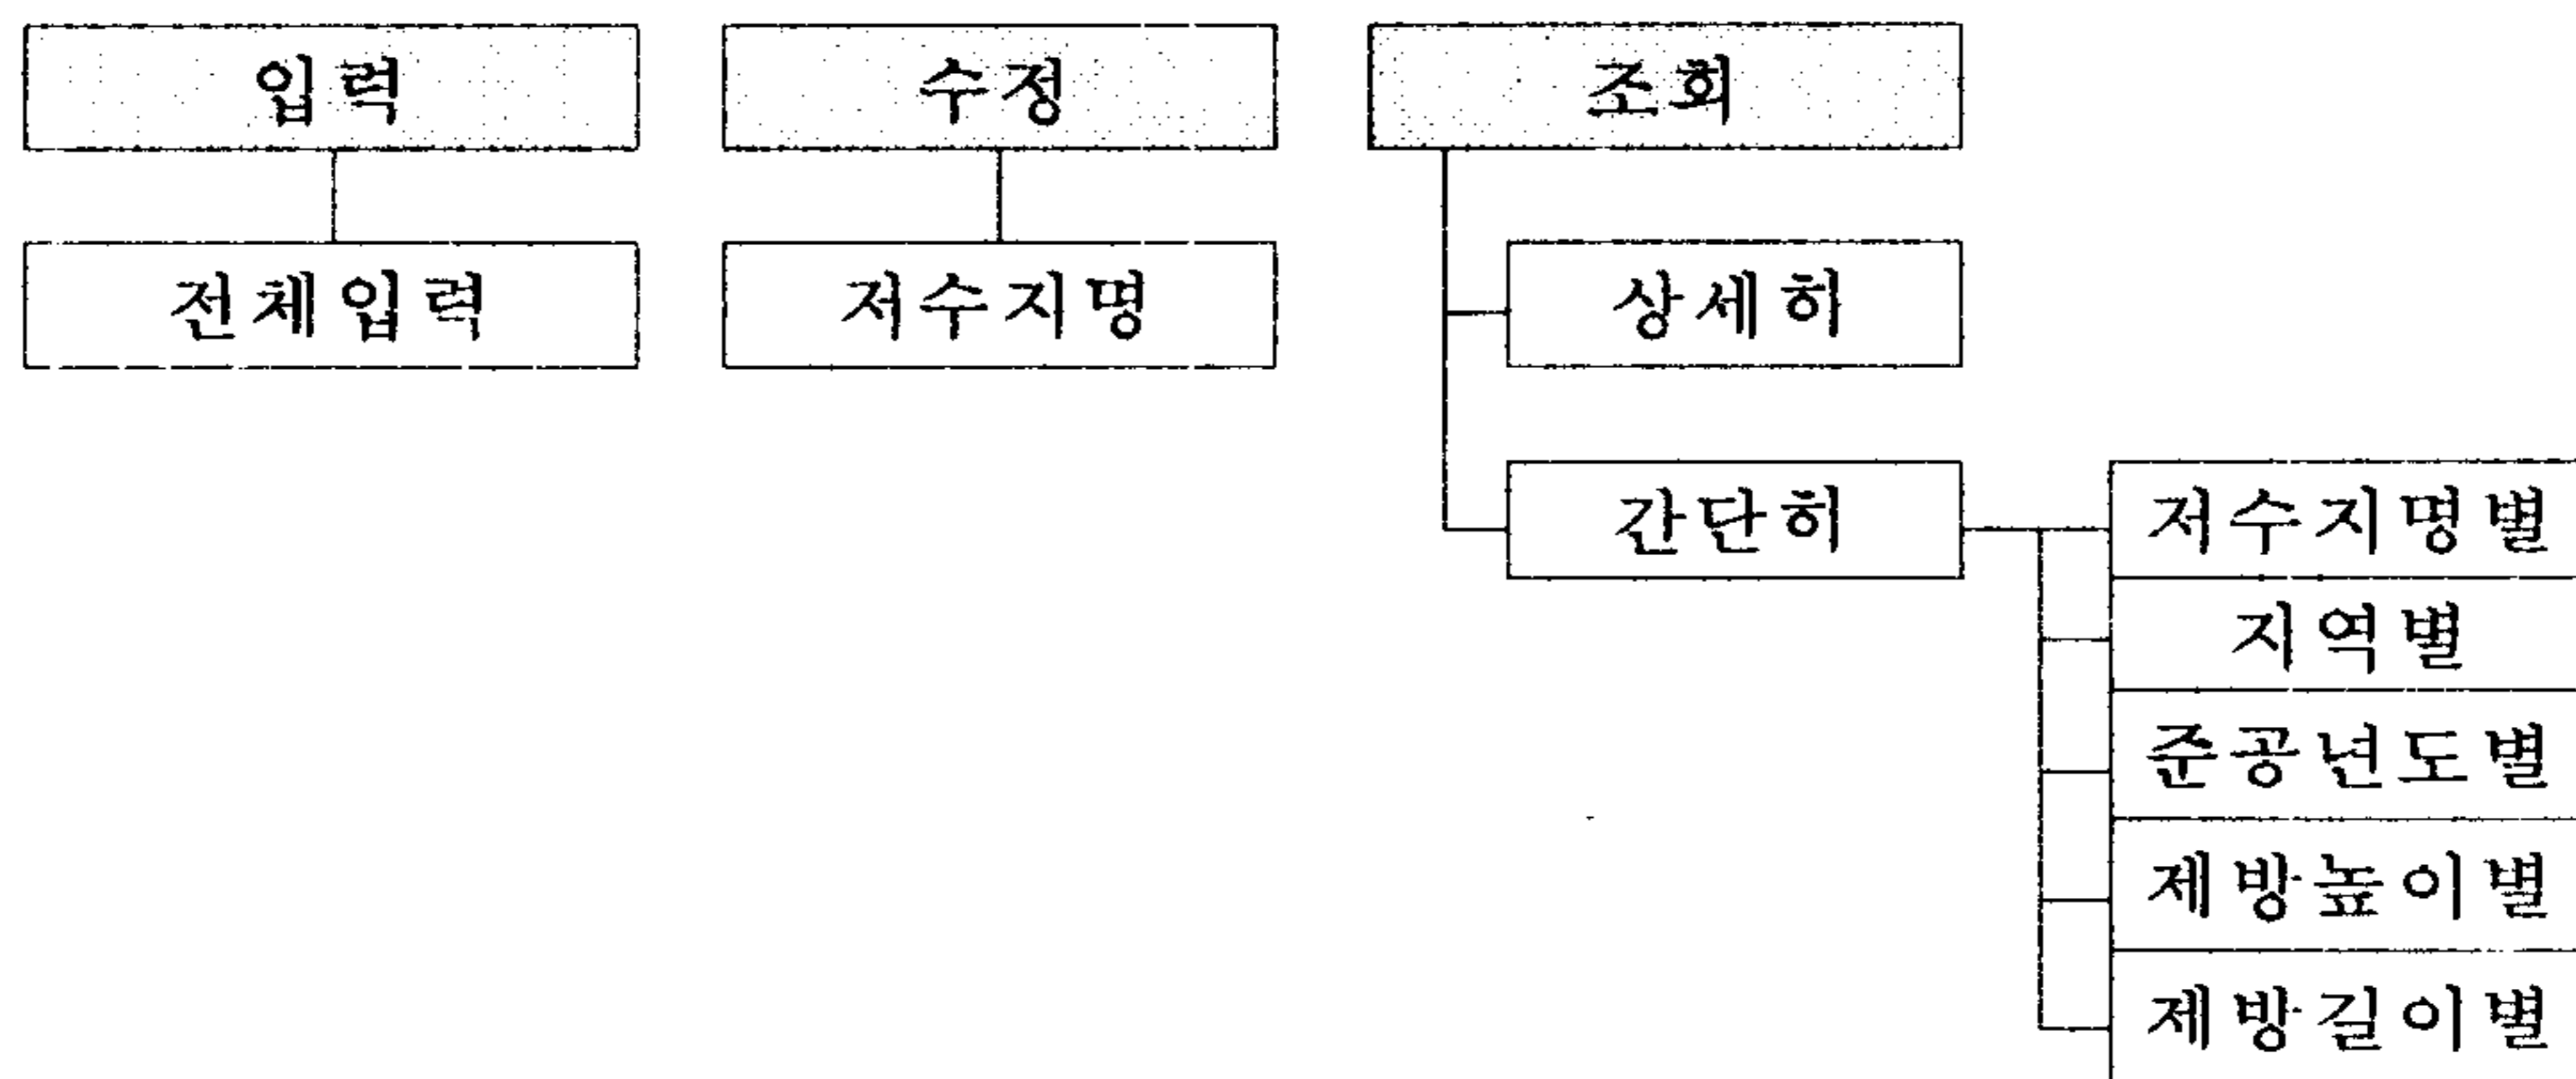 입력 수정 조회
전체입력 저수지명 상세히
간단히 저수지명별
지역별
준공년도별
제방높이별
제방길이별